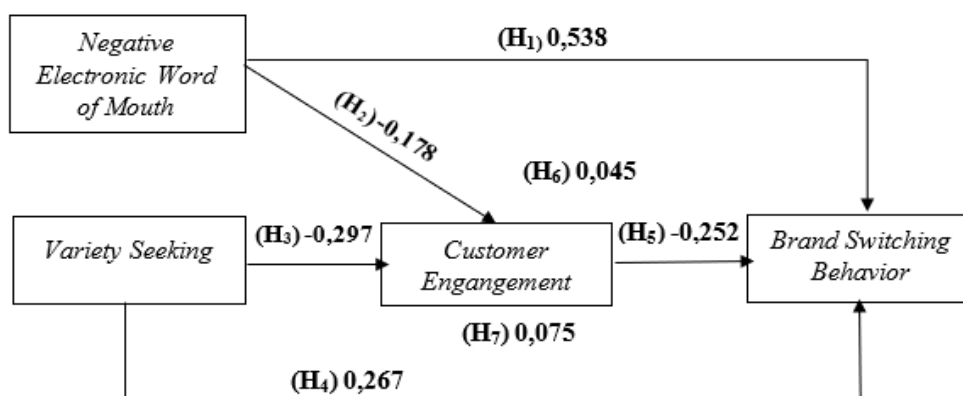 Negative
Electronic Word
of Mouth
(H₁) 0,538
(H₂) -0,178
(H₆) 0,045
Variety Seeking
(H₃) -0,297
Customer
Engangement
(H₅) -0,252
Brand Switching
Behavior
(H₇) 0,075
(H₄) 0,267